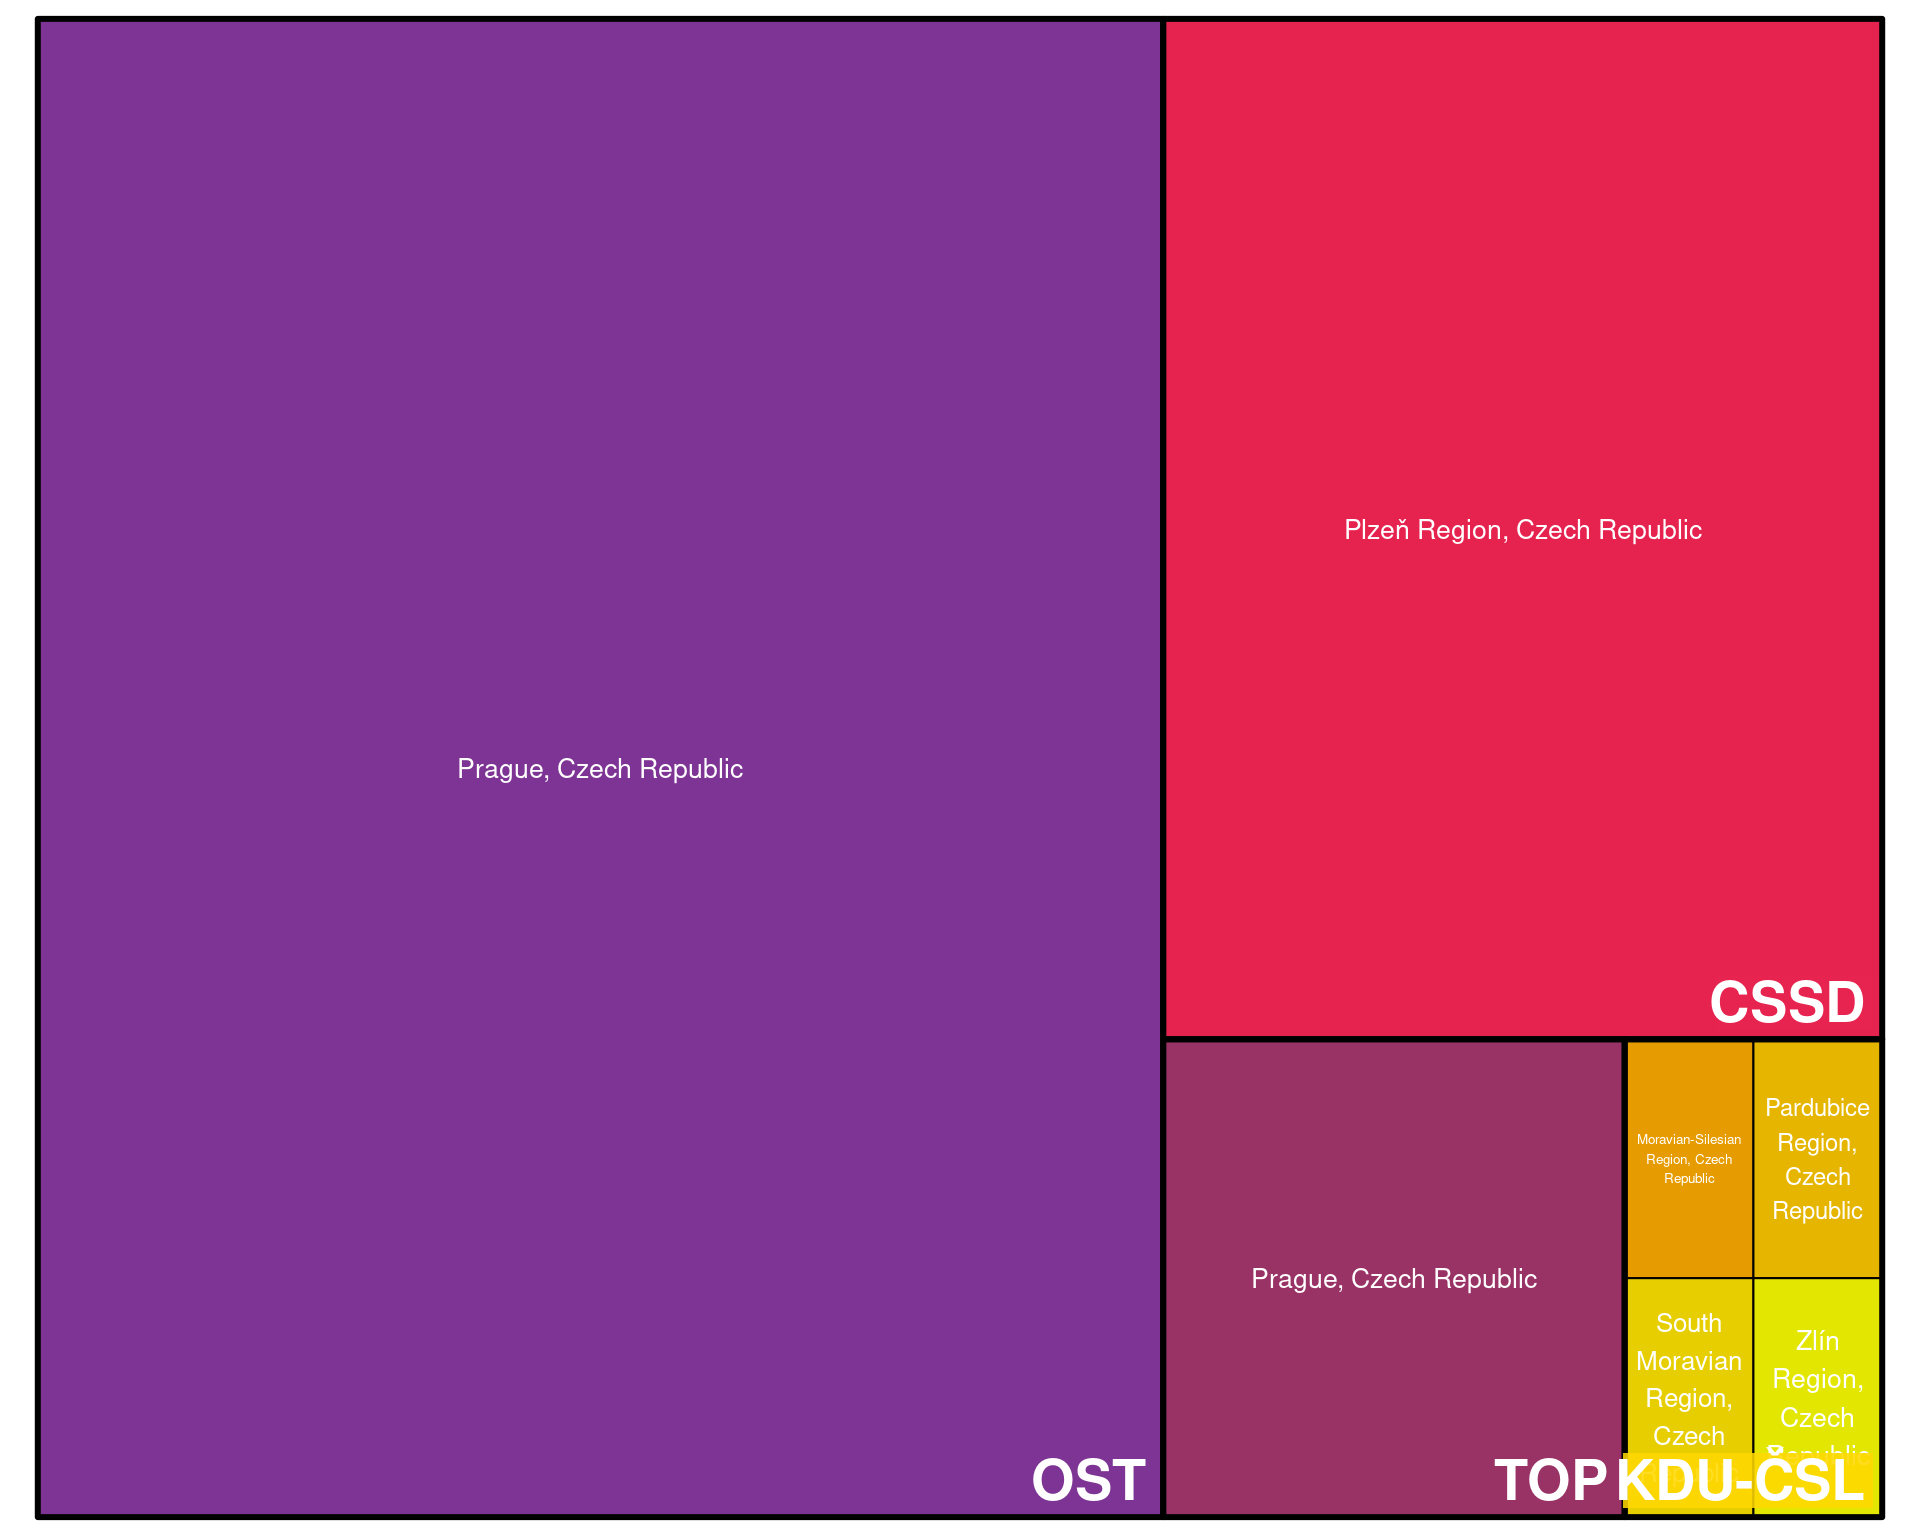 Prague, Czech Republic
OST
Plzeň Region, Czech Republic
CSSD
Prague, Czech Republic
TOP
Moravian-Silesian
Region, Czech
Republic
Pardubice
Region,
Czech
Republic
South
Moravian
Region,
Czech
Zlín
Region,
Czech
Republic
KDU-ČSL